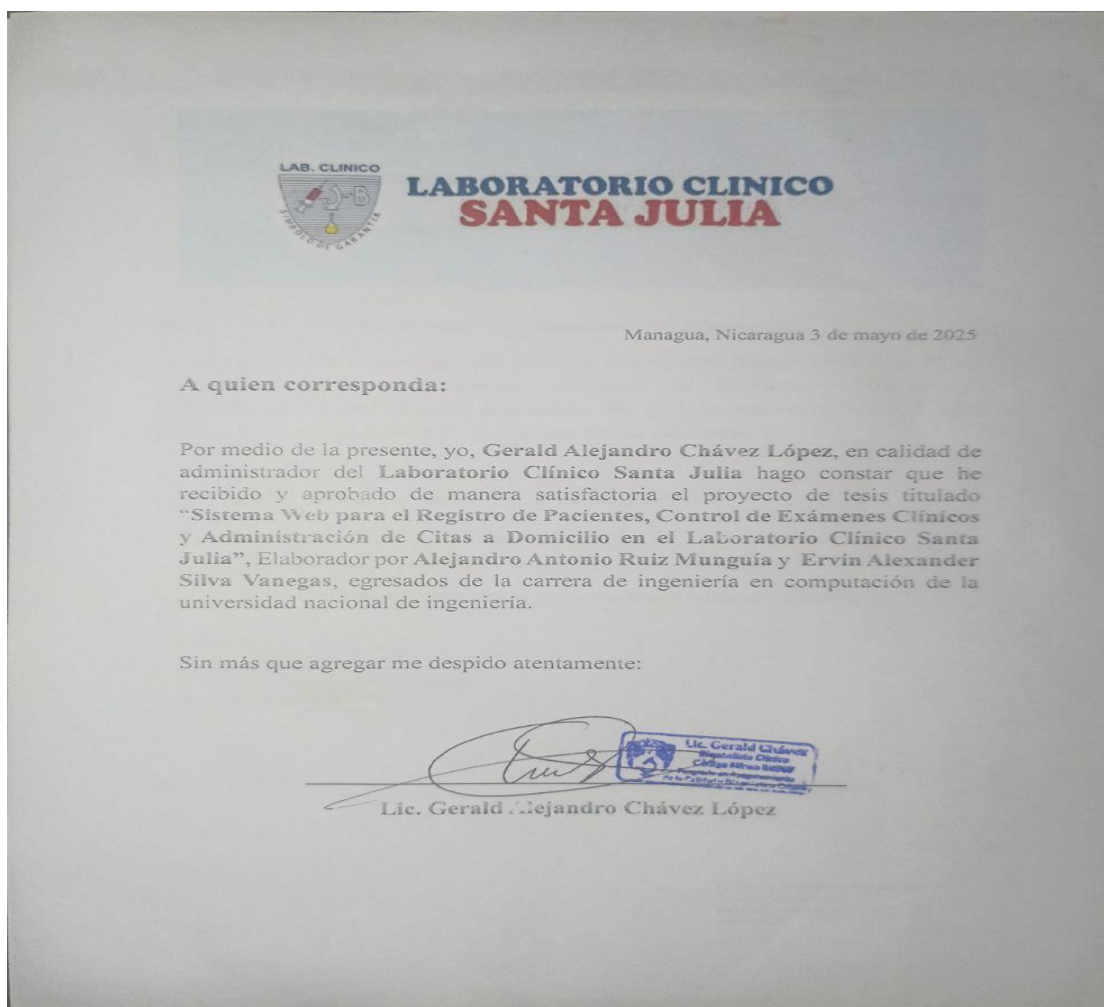 LAB. CLINICO
SIMBOLO DE GARANTIA
LABORATORIO CLINICO
SANTA JULIA
Managua, Nicaragua 3 de mayo de 2025
A quien corresponda:
Por medio de la presente, yo, Gerald Alejandro Chávez López, en calidad de
administrador del Laboratorio Clínico Santa Julia hago constar que he
recibido y aprobado de manera satisfactoria el proyecto de tesis titulado
“Sistema Web para el Registro de Pacientes, Control de Exámenes Clínicos
y Administración de Citas a Domicilio en el Laboratorio Clínico Santa
Julia”, Elaborador por Alejandro Antonio Ruiz Munguía y Ervin Alexander
Silva Vanegas, egresados de la carrera de ingeniería en computación de la
universidad nacional de ingeniería.
Sin más que agregar me despido atentamente:
Lic. Gerald Chávez
Clínico
Lic. Gerald Alejandro Chávez López